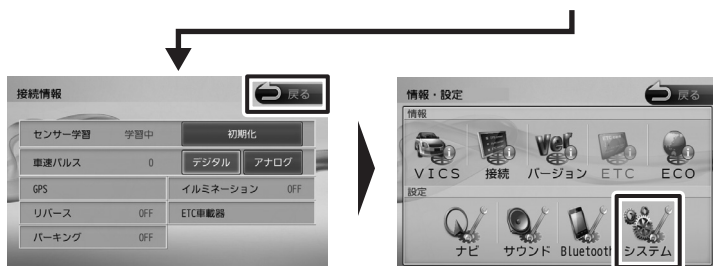 接続情報
戻る
センサー学習 学習中 初期化
車速パルス 0 デジタル アナログ
GPS イルミネーション OFF
リバース OFF ETC車載器
パーキング OFF
情報・設定
戻る
情報
VICS 接続 バージョン ETC ECO
Ver
設定
ナビ サウンド Bluetooth システム